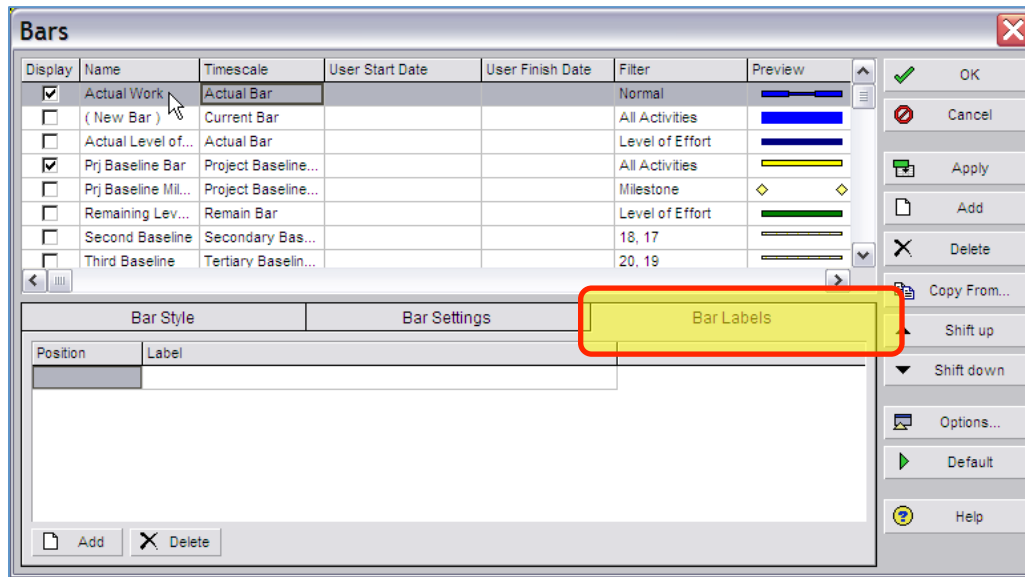 Bars
Display Name Timescale User Start Date User Finish Date Filter Preview
Actual Work Actual Bar Normal
( New Bar ) Current Bar All Activities
Actual Level of... Actual Bar Level of Effort
Prj Baseline Bar Project Baseline... All Activities
Prj Baseline Mil... Project Baseline... Milestone
Remaining Lev... Remain Bar Level of Effort
Second Baseline Secondary Bas... 18, 17
Third Baseline Tertiary Baselin... 20, 19
OK
Cancel
Apply
Add
Delete
Copy From...
Shift up
Shift down
Options...
Default
Help
Bar Style Bar Settings Bar Labels
Position Label
Add Delete